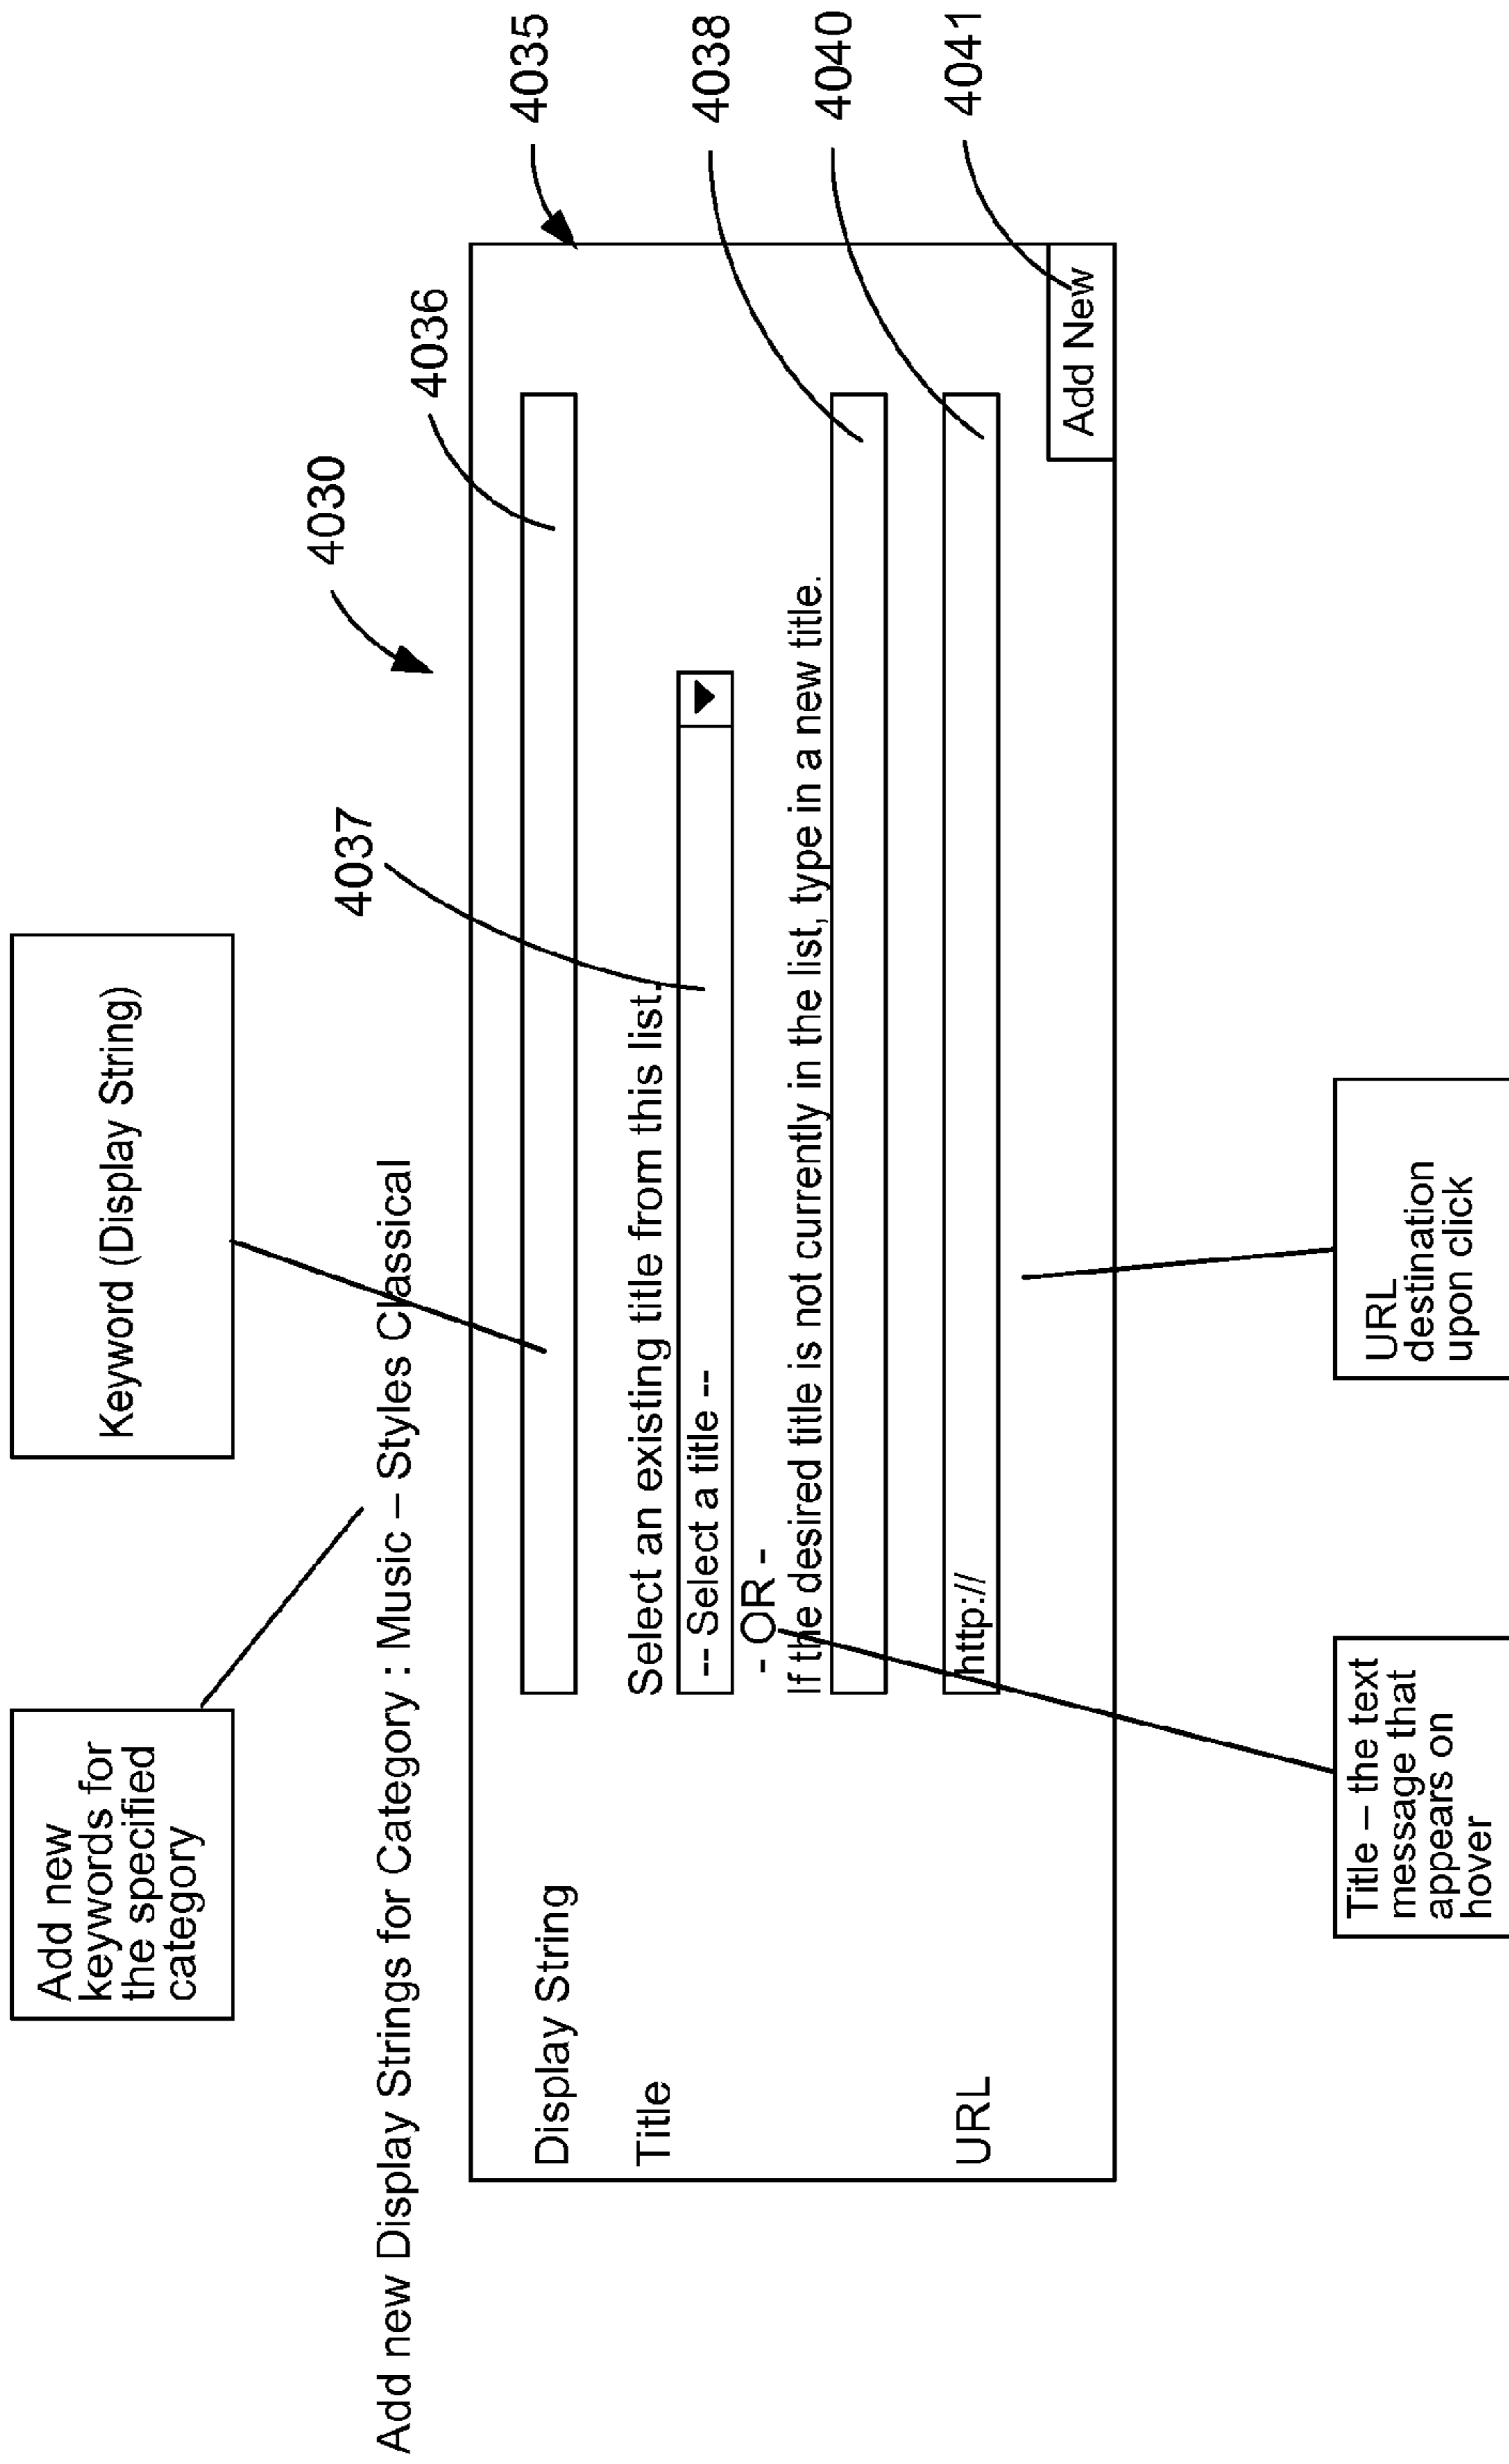 Add new
keywords for
the specified
category
Keyword (Display String)
4037
4030
4036
4035
4038
4040
4041
Add new Display Strings for Category : Music – Styles Classical
Display String
Title
Select an existing title from this list.
-- Select a title --
- OR -
If the desired title is not currently in the list, type in a new title.
URL
http://
Add New
Title – the text
message that
appears on
hover
URL
destination
upon click